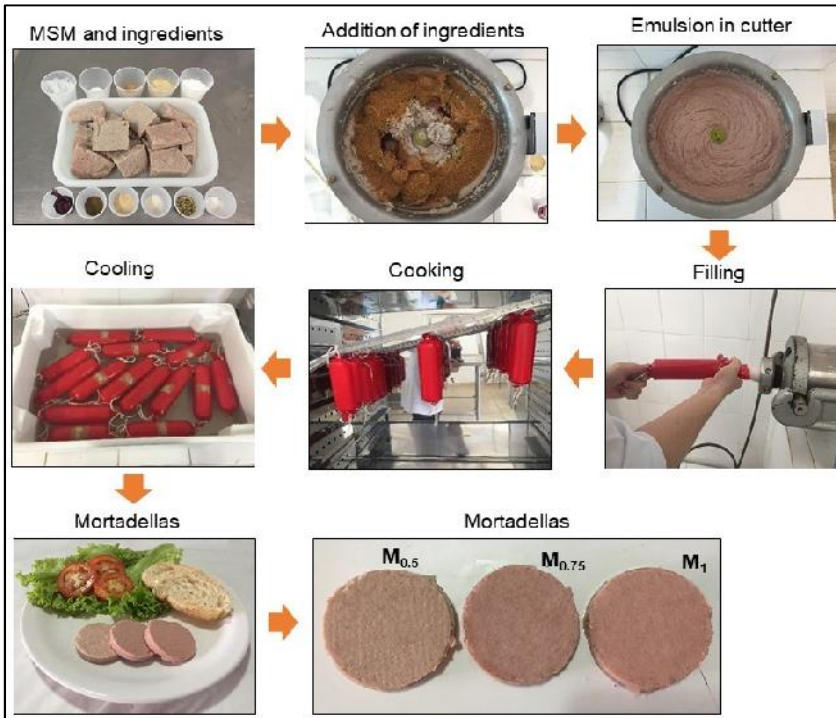 MSM and ingredients
Addition of ingredients
Emulsion in cutter
Cooling
Cooking
Filling
Mortadellas
Mortadellas
M0.5
M0.75
M1